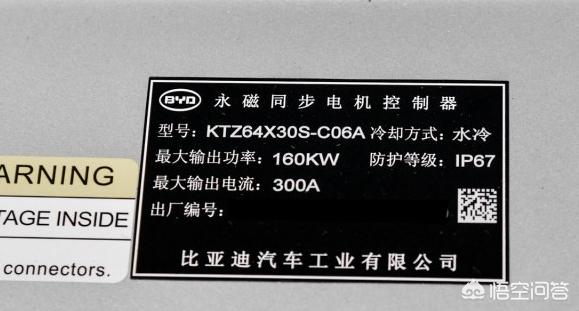 BYD 永磁同步电机控制器
型号：KTZ64X30S-C06A 冷却方式：水冷
最大输出功率：160KW 防护等级：IP67
最大输出电流：300A
出厂编号：
比亚迪汽车工业有限公司
ARNING
TAGE INSIDE
connectors.
悟空问答